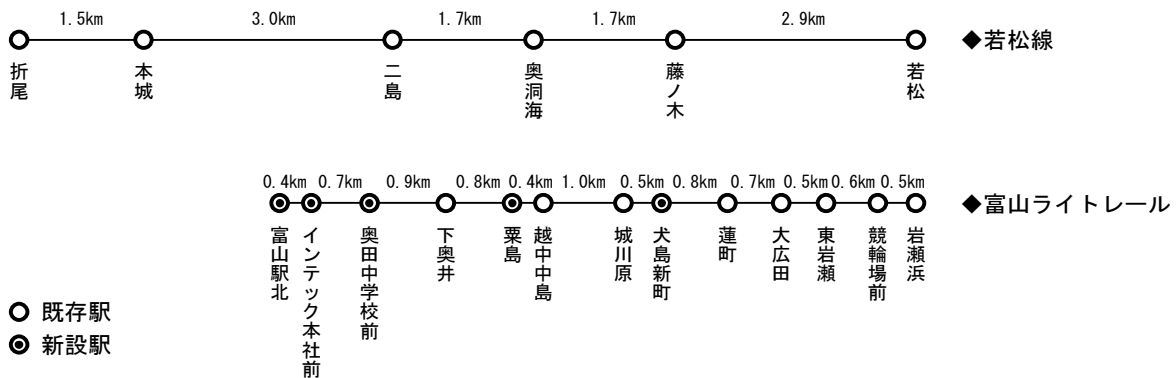 1.5km 3.0km 1.7km 1.7km 2.9km
◆若松線
折尾
本城
二島
奥洞海
藤ノ木
若松
0.4km 0.7km 0.9km 0.8km 0.4km 1.0km 0.5km 0.8km 0.7km 0.5km 0.6km 0.5km
◆富山ライトレール
富山駅北
インテック本社前
奥田中学校前
下奥井
粟島
越中中島
城川原
犬島新町
蓮町
大広田
東岩瀬
競輪場前
岩瀬浜
既存駅
新設駅